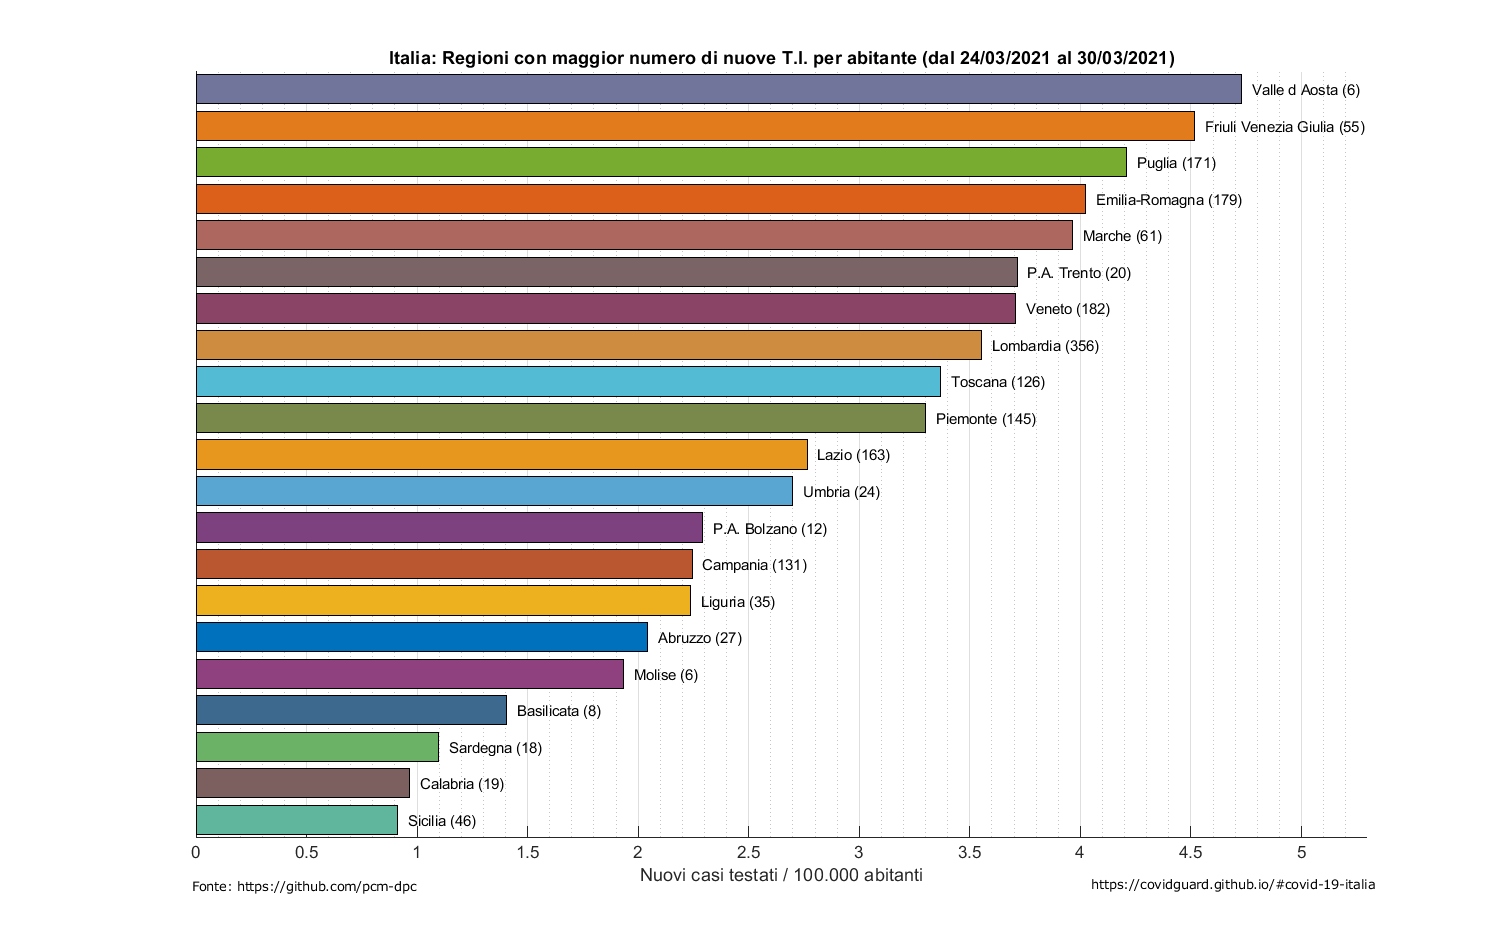 Italia: Regioni con maggior numero di nuove T.I. per abitante (dal 24/03/2021 al 30/03/2021)
Valle d Aosta (6)
Friuli Venezia Giulia (55)
Puglia (171)
Emilia-Romagna (179)
Marche (61)
P.A. Trento (20)
Veneto (182)
Lombardia (356)
Toscana (126)
Piemonte (145)
Lazio (163)
Umbria (24)
P.A. Bolzano (12)
Campania (131)
Liguria (35)
Abruzzo (27)
Molise (6)
Basilicata (8)
Sardegna (18)
Calabria (19)
Sicilia (46)
0 0.5 1 1.5 2 2.5 3 3.5 4 4.5 5
Nuovi casi testati / 100.000 abitanti
Fonte: https://github.com/pcm-dpc
https://covidguard.github.io/#covid-19-italia